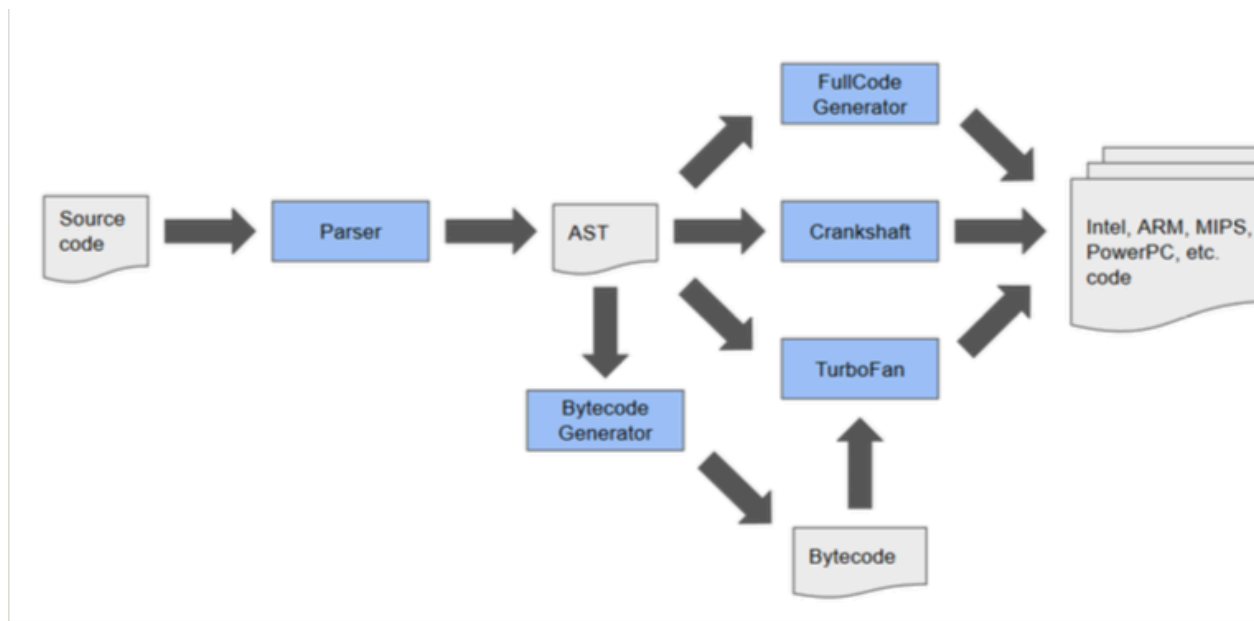 FullCode
Generator
Source
code
Parser
AST
Crankshaft
Intel, ARM, MIPS,
PowerPC, etc.
code
TurboFan
Bytecode
Generator
Bytecode